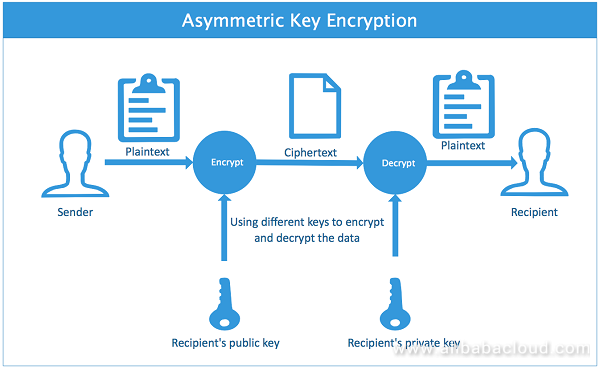 Asymmetric Key Encryption
Plaintext
Encrypt
Ciphertext
Decrypt
Plaintext
Sender
Using different keys to encrypt
and decrypt the data
Recipient
Recipient's public key
Recipient's private key
www.alibabacloud.com